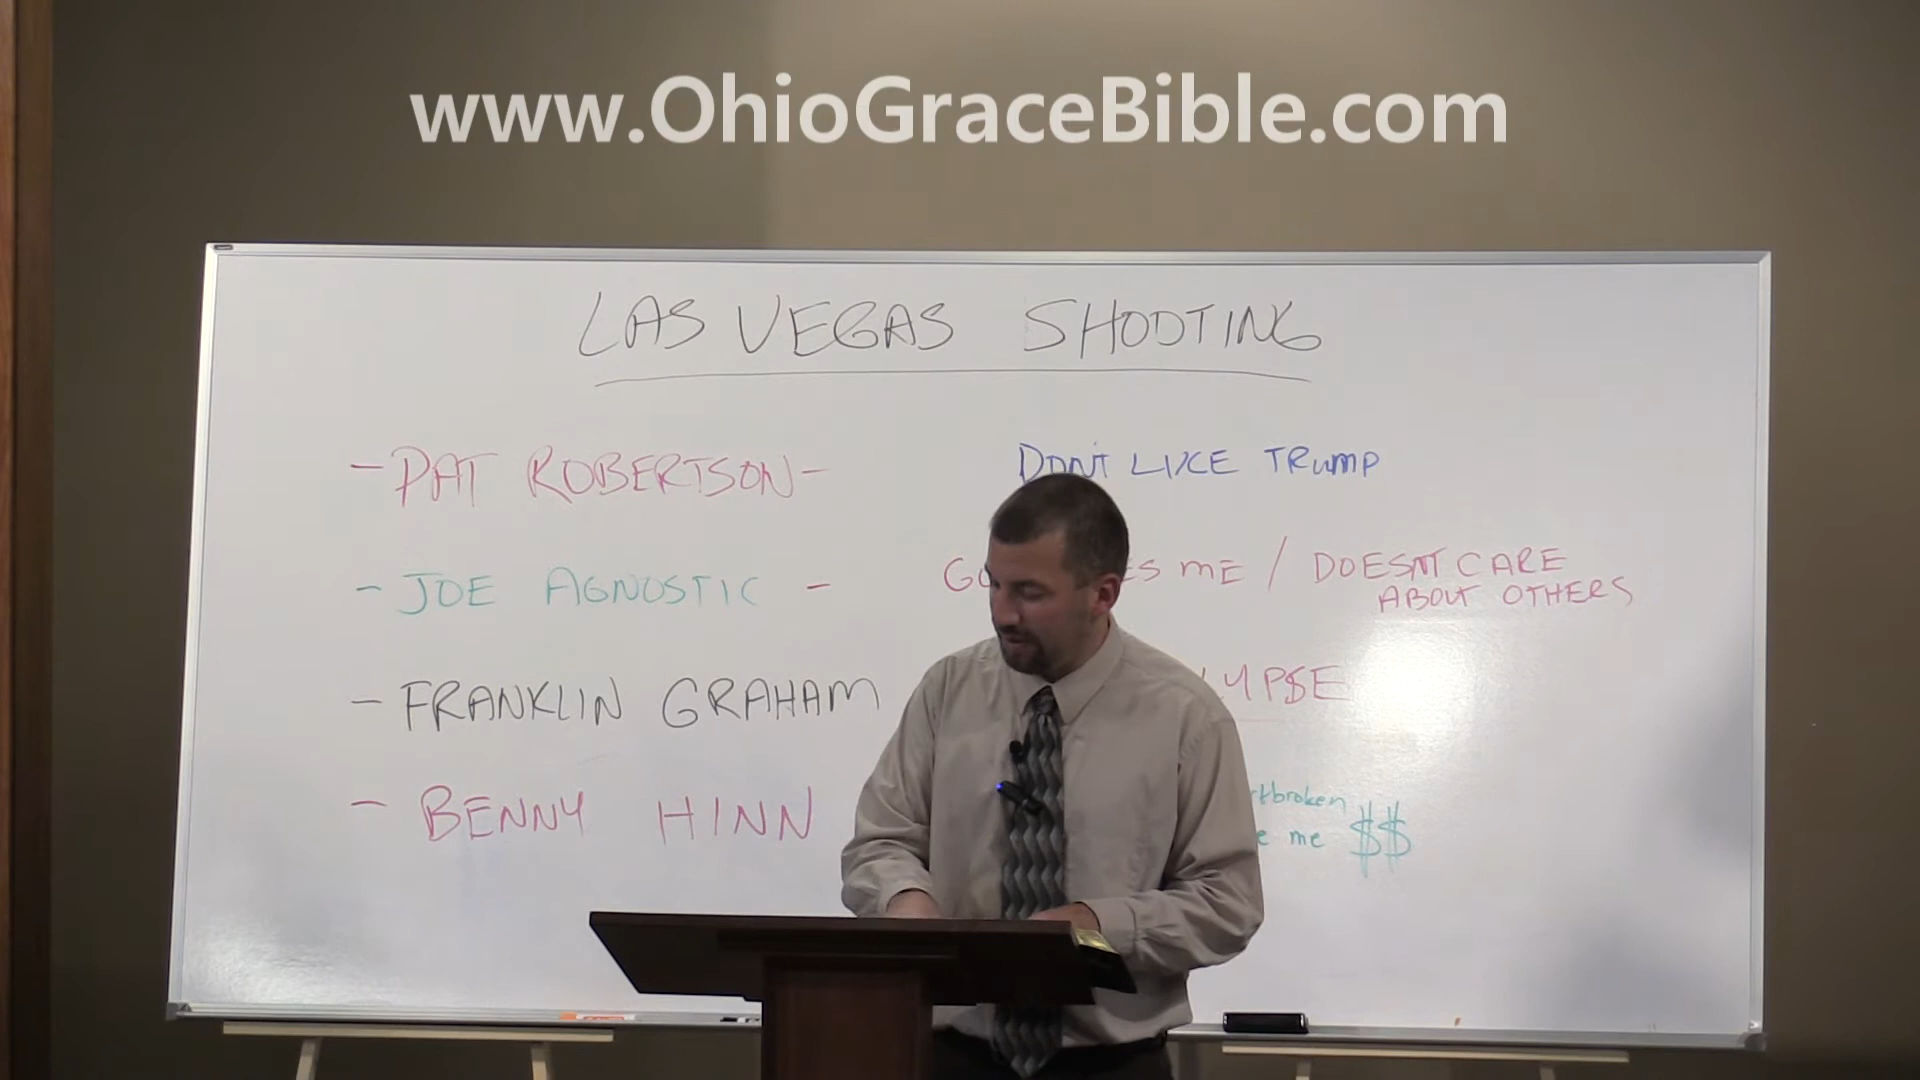 www.OhioGraceBible.com
LAS VEGAS SHOOTING
- PAT ROBERTSON - DONT LIKE TRUMP
- JOE AGNOSTIC - ME / DOESNT CARE
ABOUT OTHERS
- FRANKLIN GRAHAM
- BENNY HINN
me $$